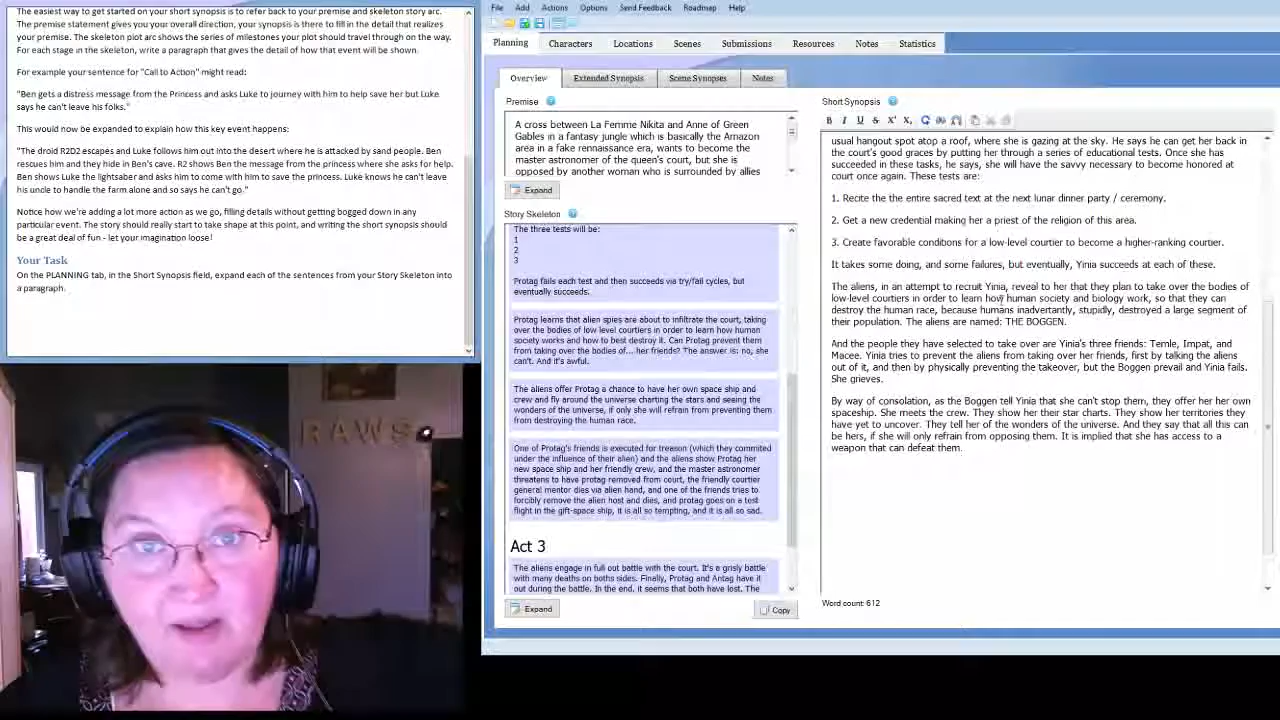 The easiest way to get started on your short synopsis is to refer back to your premise and skeleton story arc.
The premise statement gives you your overall direction, your synopsis is there to fill in the detail that realizes
your premise. The skeleton plot arc shows the series of milestones your plot should travel through on the way.
For each stage in the skeleton, write a paragraph that gives the detail of how that event will be shown.
For example your sentence for "Call to Action" might read:
"Ben gets a distress message from the Princess and asks Luke to journey with him to help save her but Luke
says he can't leave his folks."
This would now be expanded to explain how this key event happens:
"The droid R2D2 escapes and Luke follows him out into the desert where he is attacked by sand people. Ben
rescues him and they hide in Ben's cave. R2 shows Ben the message from the princess where she asks for help.
Ben shows Luke the lightsaber and asks him to come with him to save the princess. Luke knows he can't leave
his uncle to handle the farm alone and so says he can't go."
Notice how we're adding a lot more action as we go, filling details without getting bogged down in any
particular event. The story should really start to take shape at this point, and writing the short synopsis should
be a great deal of fun - let your imagination loose!
Your Task
On the PLANNING tab, in the Short Synopsis field, expand each of the sentences from your Story Skeleton into
a paragraph.
RAWS
File Add Actions Options Send Feedback Roadmap Help
Planning Characters Locations Scenes Submissions Resources Notes Statistics
Overview Extended Synopsis Scene Synopses Notes
Premise
A cross between La Femme Nikita and Anne of Green
Gables in a fantasy jungle which is basically the Amazon
area in a fake rennaissance era, wants to become the
master astronomer of the queen's court, but she is
opposed by another woman who is surrounded by allies
Expand
Story Skeleton
The three tests will be:
1
2
3
Protag fails each test and then succeeds via try/fail cycles, but
eventually succeeds.
Protag learns that alien spies are about to infiltrate the court, taking
over the bodies of low level courtiers in order to learn how human
society works and how to best destroy it. Can Protag prevent them
from taking over the bodies of... her friends? The answer is: no, she
can't. And it's awful.
The aliens offer Protag a chance to have her own space ship and
crew and fly around the universe charting the stars and seeing the
wonders of the universe, if only she will refrain from preventing them
from destroying the human race.
One of Protag's friends is executed for treason (which they commited
under the influence of their alien) and the aliens show Protag her
new space ship and her friendly crew, and the master astronomer
threatens to have protag removed from court, the friendly courtier
general mentor dies via alien hand, and one of the friends tries to
forcibly remove the alien host and dies, and protag goes on a test
flight in the gift-space ship, it is all so tempting, and it is all so sad.
Act 3
The aliens engage in full out battle with the court. It's a grisly battle
with many deaths on boths sides. Finally, Protag and Antag have it
out during the battle. In the end, it seems that both have lost. The
Expand
Copy
Short Synopsis
B I U S X² X₂
usual hangout spot atop a roof, where she is gazing at the sky. He says he can get her back in
the court's good graces by putting her through a series of educational tests. Once she has
succeeded in these tasks, he says, she will have the savvy necessary to become honored at
court once again. These tests are:
1. Recite the the entire sacred text at the next lunar dinner party / ceremony.
2. Get a new credential making her a priest of the religion of this area.
3. Create favorable conditions for a low-level courtier to become a higher-ranking courtier.
It takes some doing, and some failures, but eventually, Yinia succeeds at each of these.
The aliens, in an attempt to recruit Yinia, reveal to her that they plan to take over the bodies of
low-level courtiers in order to learn how human society and biology work, so that they can
destroy the human race, because humans inadvertantly, stupidly, destroyed a large segment of
their population. The aliens are named: THE BOGGEN.
And the people they have selected to take over are Yinia's three friends: Temle, Impat, and
Macee. Yinia tries to prevent the aliens from taking over her friends, first by talking the aliens
out of it, and then by physically preventing the takeover, but the Boggen prevail and Yinia fails.
She grieves.
By way of consolation, as the Boggen tell Yinia that she can't stop them, they offer her her own
spaceship. She meets the crew. They show her their star charts. They show her territories they
have yet to uncover. They tell her of the wonders of the universe. And they say that all this can
be hers, if she will only refrain from opposing them. It is implied that she has access to a
weapon that can defeat them.
Word count: 612